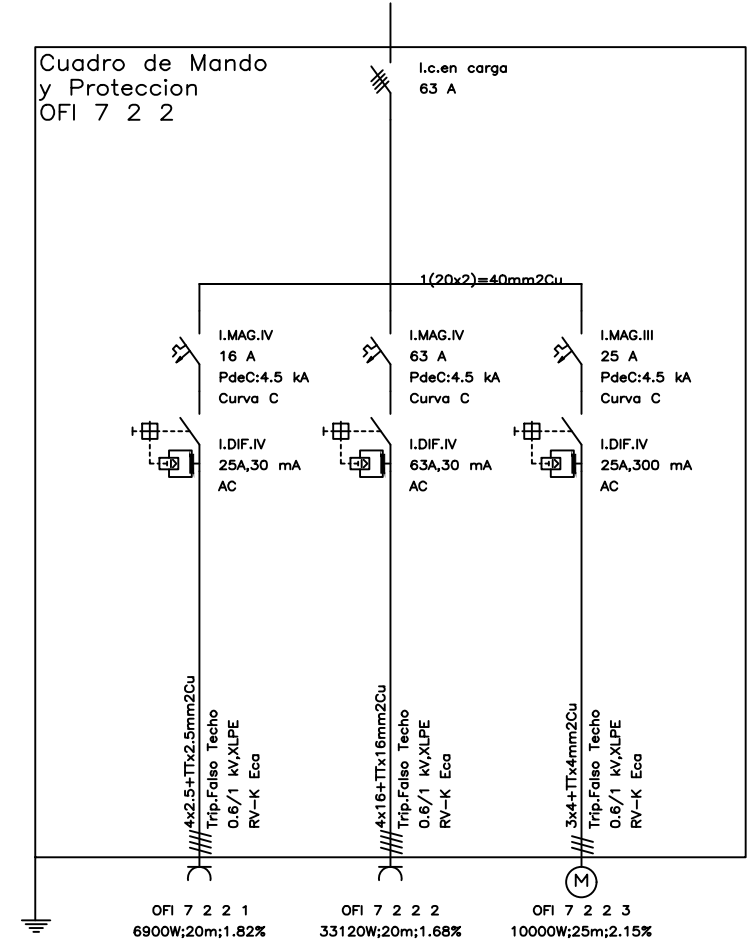 Cuadro de Mando
y Proteccion
OFI 7 2 2
I.c.en carga
63 A
1(20x2)=40mm2Cu
I.MAG.IV
16 A
PdeC:4.5 kA
Curva C
I.DIF.IV
25A,30 mA
AC
I.MAG.IV
63 A
PdeC:4.5 kA
Curva C
I.DIF.IV
63A,30 mA
AC
I.MAG.III
25 A
PdeC:4.5 kA
Curva C
I.DIF.IV
25A,300 mA
AC
4x2.5+TTx2.5mm2Cu
Trip.Falso Techo
0.6/1 kV,XLPE
RV-K Eca
4x16+TTx16mm2Cu
Trip.Falso Techo
0.6/1 kV,XLPE
RV-K Eca
3x4+TTx4mm2Cu
Trip.Falso Techo
0.6/1 kV,XLPE
RV-K Eca
M
OFI 7 2 2 1
6900W;20m;1.82%
OFI 7 2 2 2
33120W;20m;1.68%
OFI 7 2 2 3
10000W;25m;2.15%